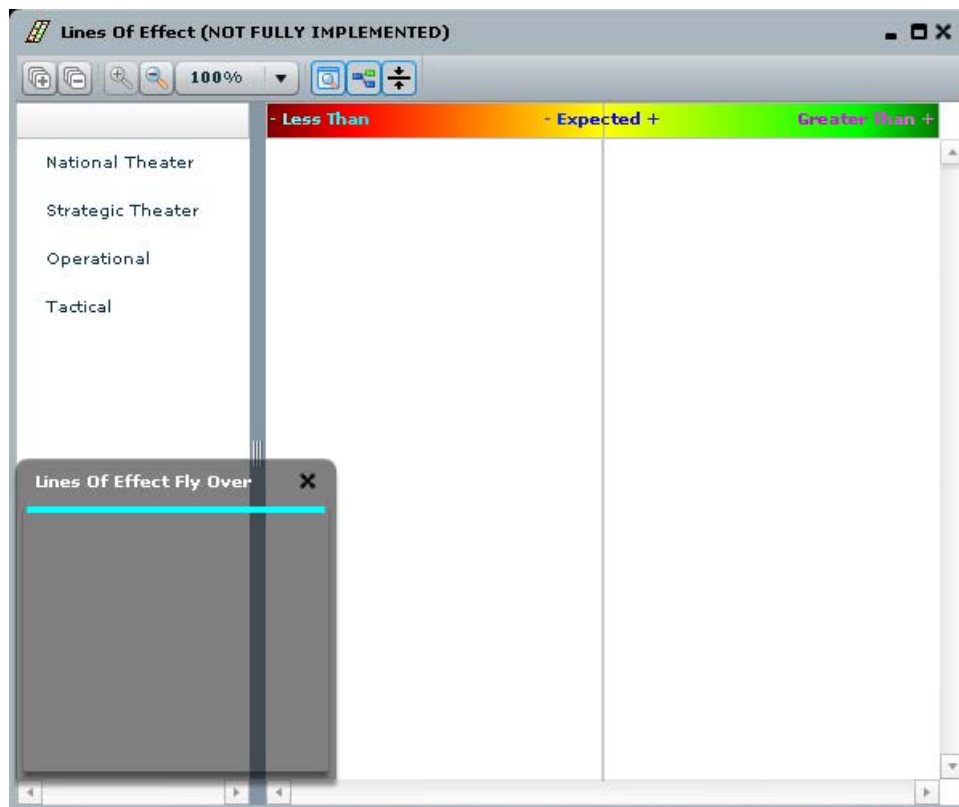 Lines Of Effect (NOT FULLY IMPLEMENTED)
100%
- Less Than - Expected + Greater Than +
National Theater
Strategic Theater
Operational
Tactical
Lines Of Effect Fly Over